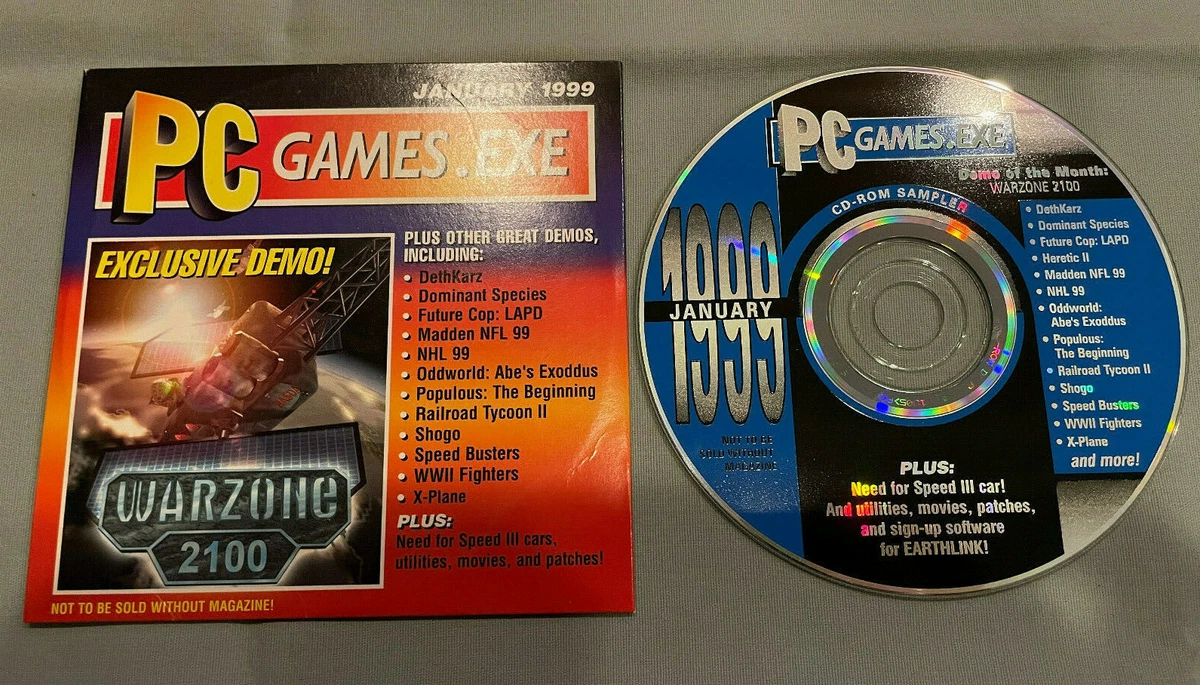 JANUARY 1999
PC GAMES.EXE
EXCLUSIVE DEMO!
WARZONE
2100
PLUS OTHER GREAT DEMOS,
INCLUDING:
• DethKarz
• Dominant Species
• Future Cop: LAPD
• Madden NFL 99
• NHL 99
• Oddworld: Abe's Exoddus
• Populous: The Beginning
• Railroad Tycoon II
• Shogo
• Speed Busters
• WWII Fighters
• X-Plane
PLUS:
Need for Speed III cars,
utilities, movies, and patches!
NOT TO BE SOLD WITHOUT MAGAZINE!
PC GAMES.EXE
Demo of the Month:
WARZONE 2100
CD-ROM SAMPLER
1999
JANUARY
NOT TO BE
SOLD WITHOUT
MAGAZINE
• DethKarz
• Dominant Species
• Future Cop: LAPD
• Heretic II
• Madden NFL 99
• NHL 99
• Oddworld:
Abe's Exoddus
• Populous:
The Beginning
• Railroad Tycoon II
• Shogo
• Speed Busters
• WWII Fighters
• X-Plane
and more!
PLUS:
Need for Speed III car!
And utilities, movies, patches,
and sign-up software
for EARTHLINK!